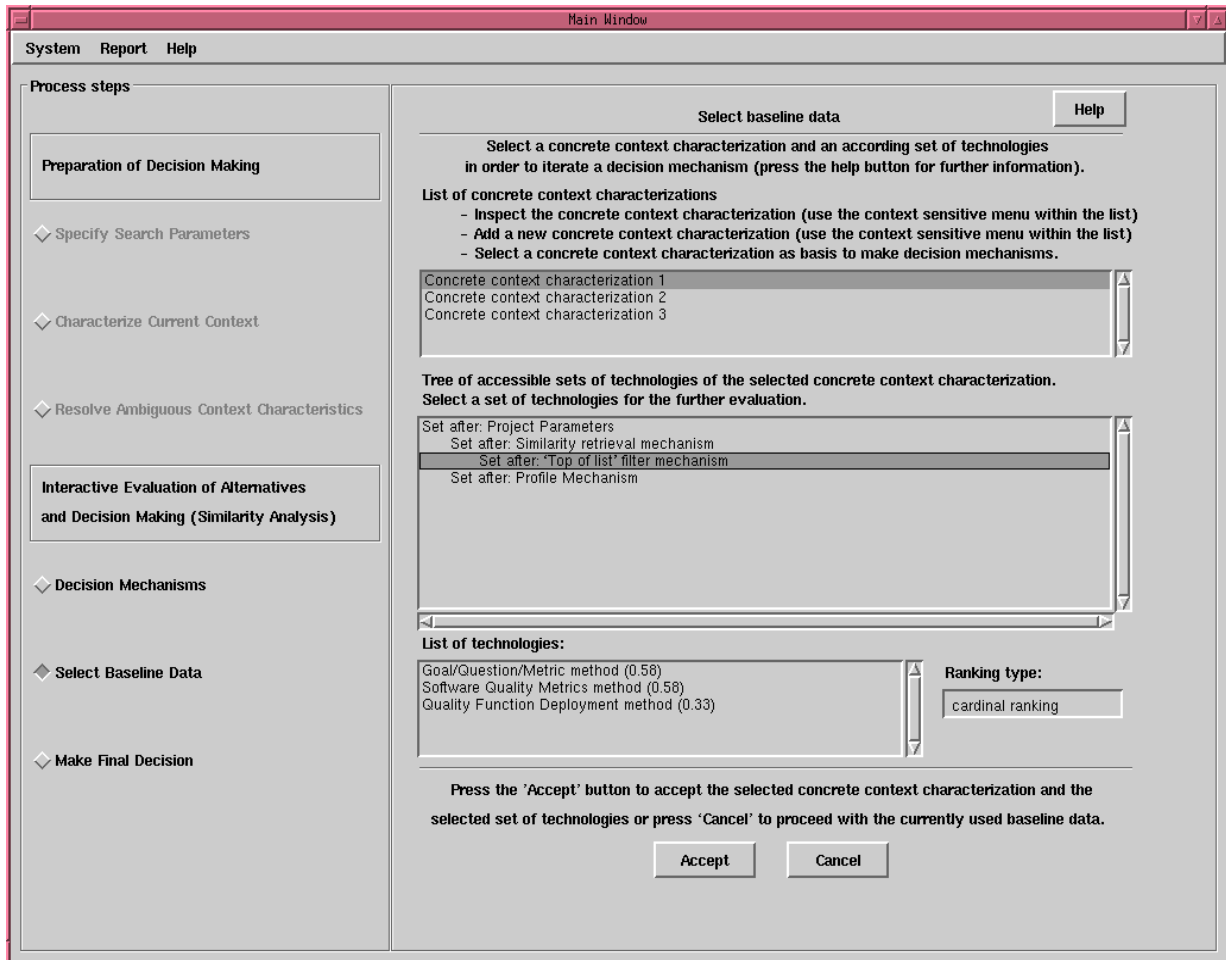 Main Window
System Report Help
Process steps
Preparation of Decision Making
Specify Search Parameters
Characterize Current Context
Resolve Ambiguous Context Characteristics
Interactive Evaluation of Alternatives
and Decision Making (Similarity Analysis)
Decision Mechanisms
Select Baseline Data
Make Final Decision
Select baseline data
Help
Select a concrete context characterization and an according set of technologies
in order to iterate a decision mechanism (press the help button for further information).
List of concrete context characterizations
- Inspect the concrete context characterization (use the context sensitive menu within the list)
- Add a new concrete context characterization (use the context sensitive menu within the list)
- Select a concrete context characterization as basis to make decision mechanisms.
Concrete context characterization 1
Concrete context characterization 2
Concrete context characterization 3
Tree of accessible sets of technologies of the selected concrete context characterization.
Select a set of technologies for the further evaluation.
Set after: Project Parameters
Set after: Similarity retrieval mechanism
Set after: 'Top of list' filter mechanism
Set after: Profile Mechanism
List of technologies:
Goal/Question/Metric method (0.58)
Software Quality Metrics method (0.58)
Quality Function Deployment method (0.33)
Ranking type:
cardinal ranking
Press the 'Accept' button to accept the selected concrete context characterization and the
selected set of technologies or press 'Cancel' to proceed with the currently used baseline data.
Accept Cancel